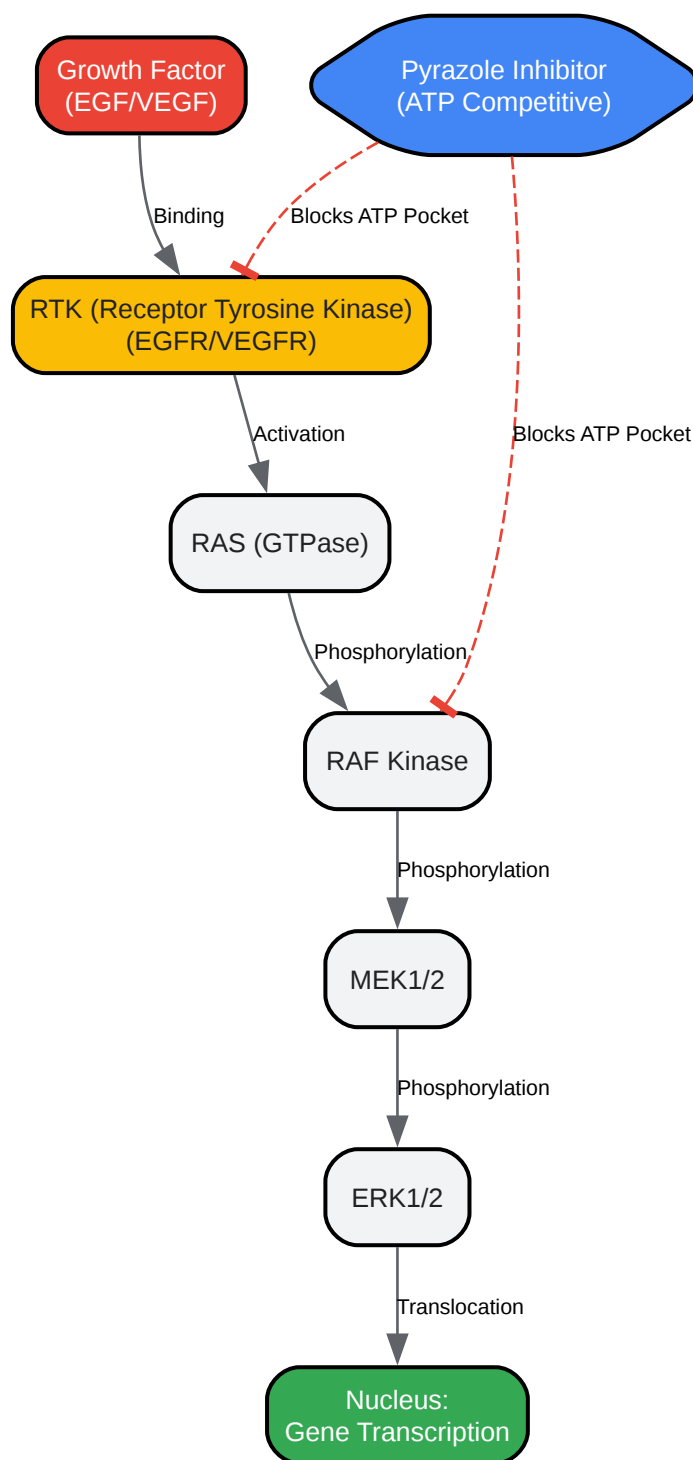 Growth Factor
(EGF/VEGF)
Pyrazole Inhibitor
(ATP Competitive)
Binding
Blocks ATP Pocket
RTK (Receptor Tyrosine Kinase)
(EGFR/VEGFR)
Activation
Blocks ATP Pocket
RAS (GTPase)
Phosphorylation
RAF Kinase
Phosphorylation
MEK1/2
Phosphorylation
ERK1/2
Translocation
Nucleus:
Gene Transcription